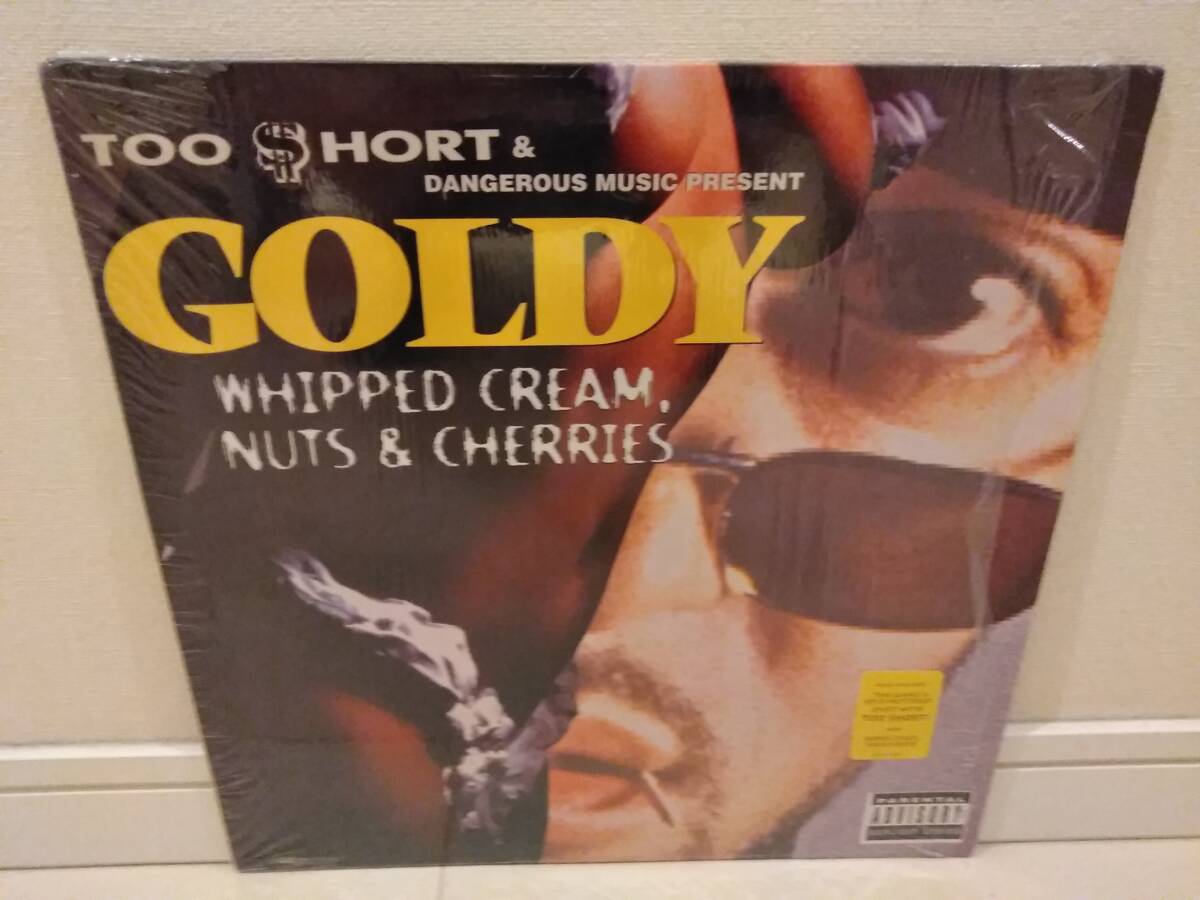 TOO $HORT &
DANGEROUS MUSIC PRESENT
GOLDY
WHIPPED CREAM,
NUTS & CHERRIES
PARENTAL
ADVISORY